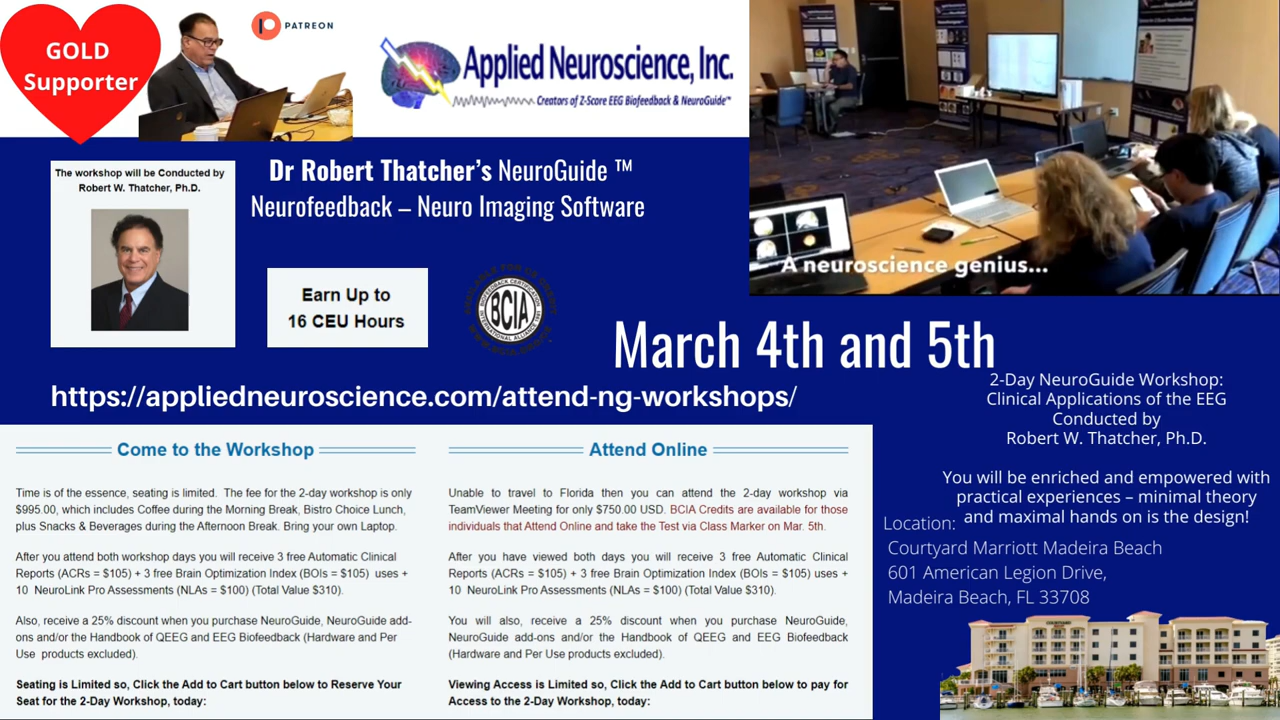 GOLD
Supporter
PATREON
Applied Neuroscience, Inc.
Creators of Z-Score EEG Biofeedback & NeuroGuide™
The workshop will be Conducted by
Robert W. Thatcher, Ph.D.
Dr Robert Thatcher’s NeuroGuide ™
Neurofeedback – Neuro Imaging Software
A neuroscience genius...
Earn Up to
16 CEU Hours
BCIA
March 4th and 5th
https://appliedneuroscience.com/attend-ng-workshops/
2-Day NeuroGuide Workshop:
Clinical Applications of the EEG
Conducted by
Robert W. Thatcher, Ph.D.
You will be enriched and empowered with
practical experiences – minimal theory
and maximal hands on is the design!
Location:
Courtyard Marriott Madeira Beach
601 American Legion Drive,
Madeira Beach, FL 33708
Come to the Workshop
Time is of the essence, seating is limited. The fee for the 2-day workshop is only
$995.00, which includes Coffee during the Morning Break, Bistro Choice Lunch,
plus Snacks & Beverages during the Afternoon Break. Bring your own Laptop.
After you attend both workshop days you will receive 3 free Automatic Clinical
Reports (ACRs = $105) + 3 free Brain Optimization Index (BOIs = $105) uses +
10 NeuroLink Pro Assessments (NLAs = $100) (Total Value $310).
Also, receive a 25% discount when you purchase NeuroGuide, NeuroGuide add-
ons and/or the Handbook of QEEG and EEG Biofeedback (Hardware and Per
Use products excluded).
Seating is Limited so, Click the Add to Cart button below to Reserve Your
Seat for the 2-Day Workshop, today:
Attend Online
Unable to travel to Florida then you can attend the 2-day workshop via
TeamViewer Meeting for only $750.00 USD. BCIA Credits are available for those
individuals that Attend Online and take the Test via Class Marker on Mar. 5th.
After you have viewed both days you will receive 3 free Automatic Clinical
Reports (ACRs = $105) + 3 free Brain Optimization Index (BOIs = $105) uses +
10 NeuroLink Pro Assessments (NLAs = $100) (Total Value $310).
You will also, receive a 25% discount when you purchase NeuroGuide,
NeuroGuide add-ons and/or the Handbook of QEEG and EEG Biofeedback
(Hardware and Per Use products excluded).
Viewing Access is Limited so, Click the Add to Cart button below to pay for
Access to the 2-Day Workshop, today: